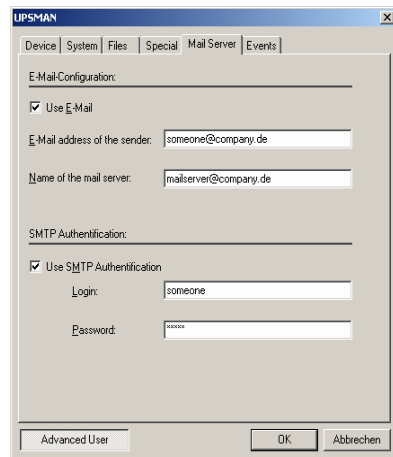 UPSMAN
Device System Files Special Mail Server Events
E-Mail-Configuration:
Use E-Mail
E-Mail address of the sender: someone@company.de
Name of the mail server: mailserver@company.de
SMTP Authentification:
Use SMTP Authentification
Login: someone
Password: xxxxx
Advanced User OK Abbrechen